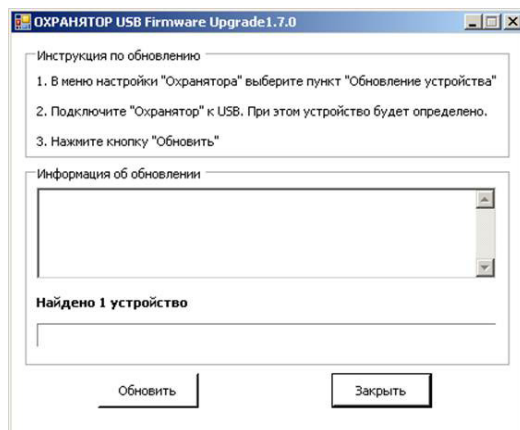 ОХРАНЯТОР USB Firmware Upgrade1.7.0
Инструкция по обновлению
1. В меню настройки "Охранятора" выберите пункт "Обновление устройства"
2. Подключите "Охранятор" к USB. При этом устройство будет определено.
3. Нажмите кнопку "Обновить"
Информация об обновлении
Найдено 1 устройство
Обновить
Закрыть